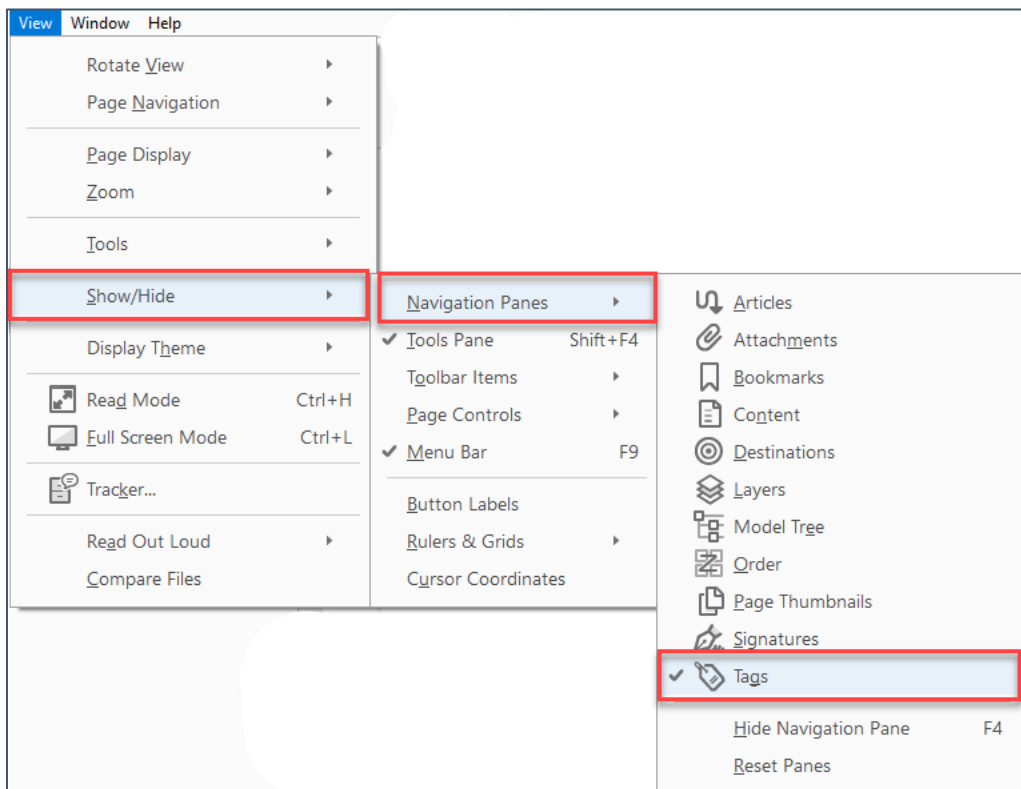 View Window Help
Rotate View
Page Navigation
Page Display
Zoom
Tools
Show/Hide
Display Theme
Read Mode Ctrl+H
Full Screen Mode Ctrl+L
Tracker...
Read Out Loud
Compare Files
Navigation Panes
Tools Pane Shift+F4
Toolbar Items
Page Controls
Menu Bar F9
Button Labels
Rulers & Grids
Cursor Coordinates
Articles
Attachments
Bookmarks
Content
Destinations
Layers
Model Tree
Order
Page Thumbnails
Signatures
Tags
Hide Navigation Pane F4
Reset Panes